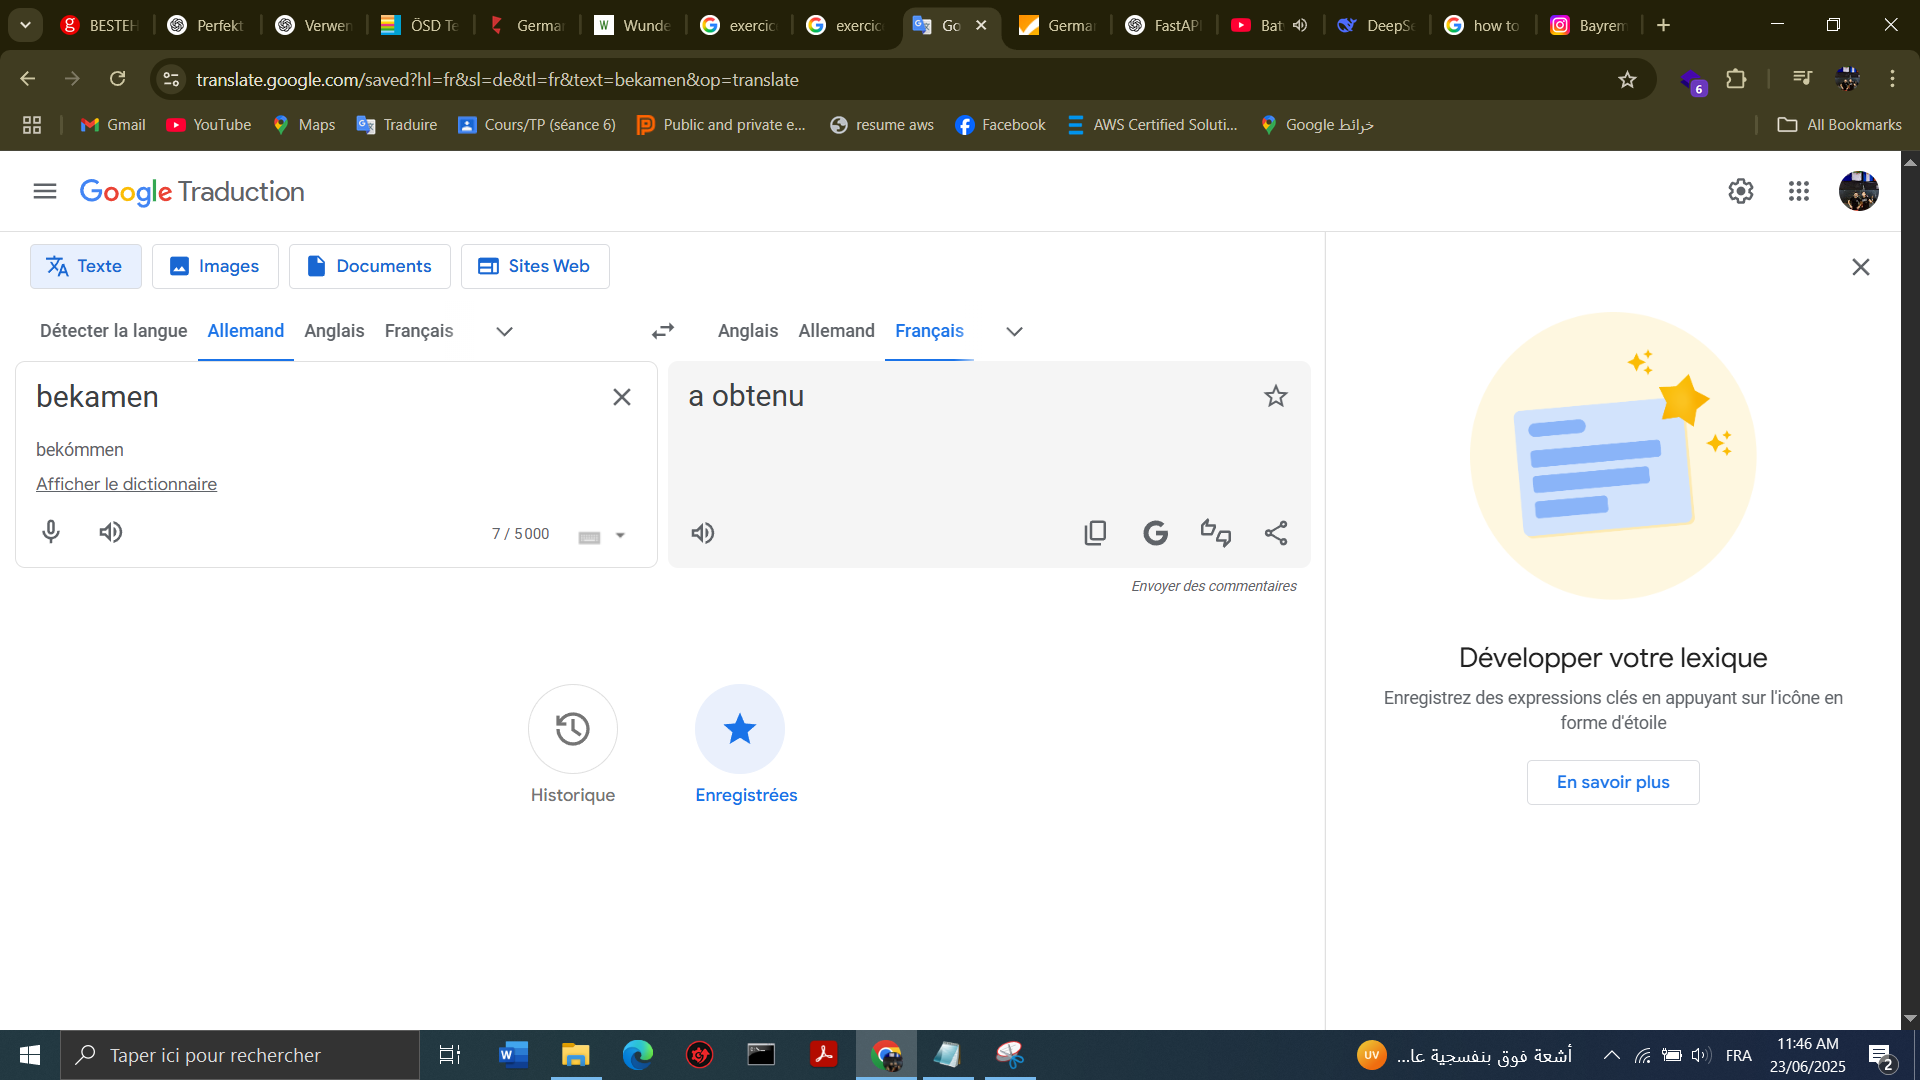 BESTEH
Perfekt
Verwen
ÖSD Te
Germar
Wunde
exercic
exercic
Go
Germa
FastAPI
Bat
DeepSe
how to
Bayrem
translate.google.com/saved?hl=fr&sl=de&tl=fr&text=bekamen&op=translate
6
Gmail
YouTube
Maps
Traduire
Cours/TP (séance 6)
Public and private e...
resume aws
Facebook
AWS Certified Soluti...
خرائط Google
All Bookmarks
Google Traduction
Texte
Images
Documents
Sites Web
Détecter la langue
Allemand
Anglais
Français
Anglais
Allemand
Français
bekamen
bekómmen
Afficher le dictionnaire
7 / 5 000
a obtenu
Envoyer des commentaires
Historique
Enregistrées
Développer votre lexique
Enregistrez des expressions clés en appuyant sur l'icône en
forme d'étoile
En savoir plus
Taper ici pour rechercher
UV
أشعة فوق بنفسجية عا...
FRA
11:46 AM
23/06/2025
2